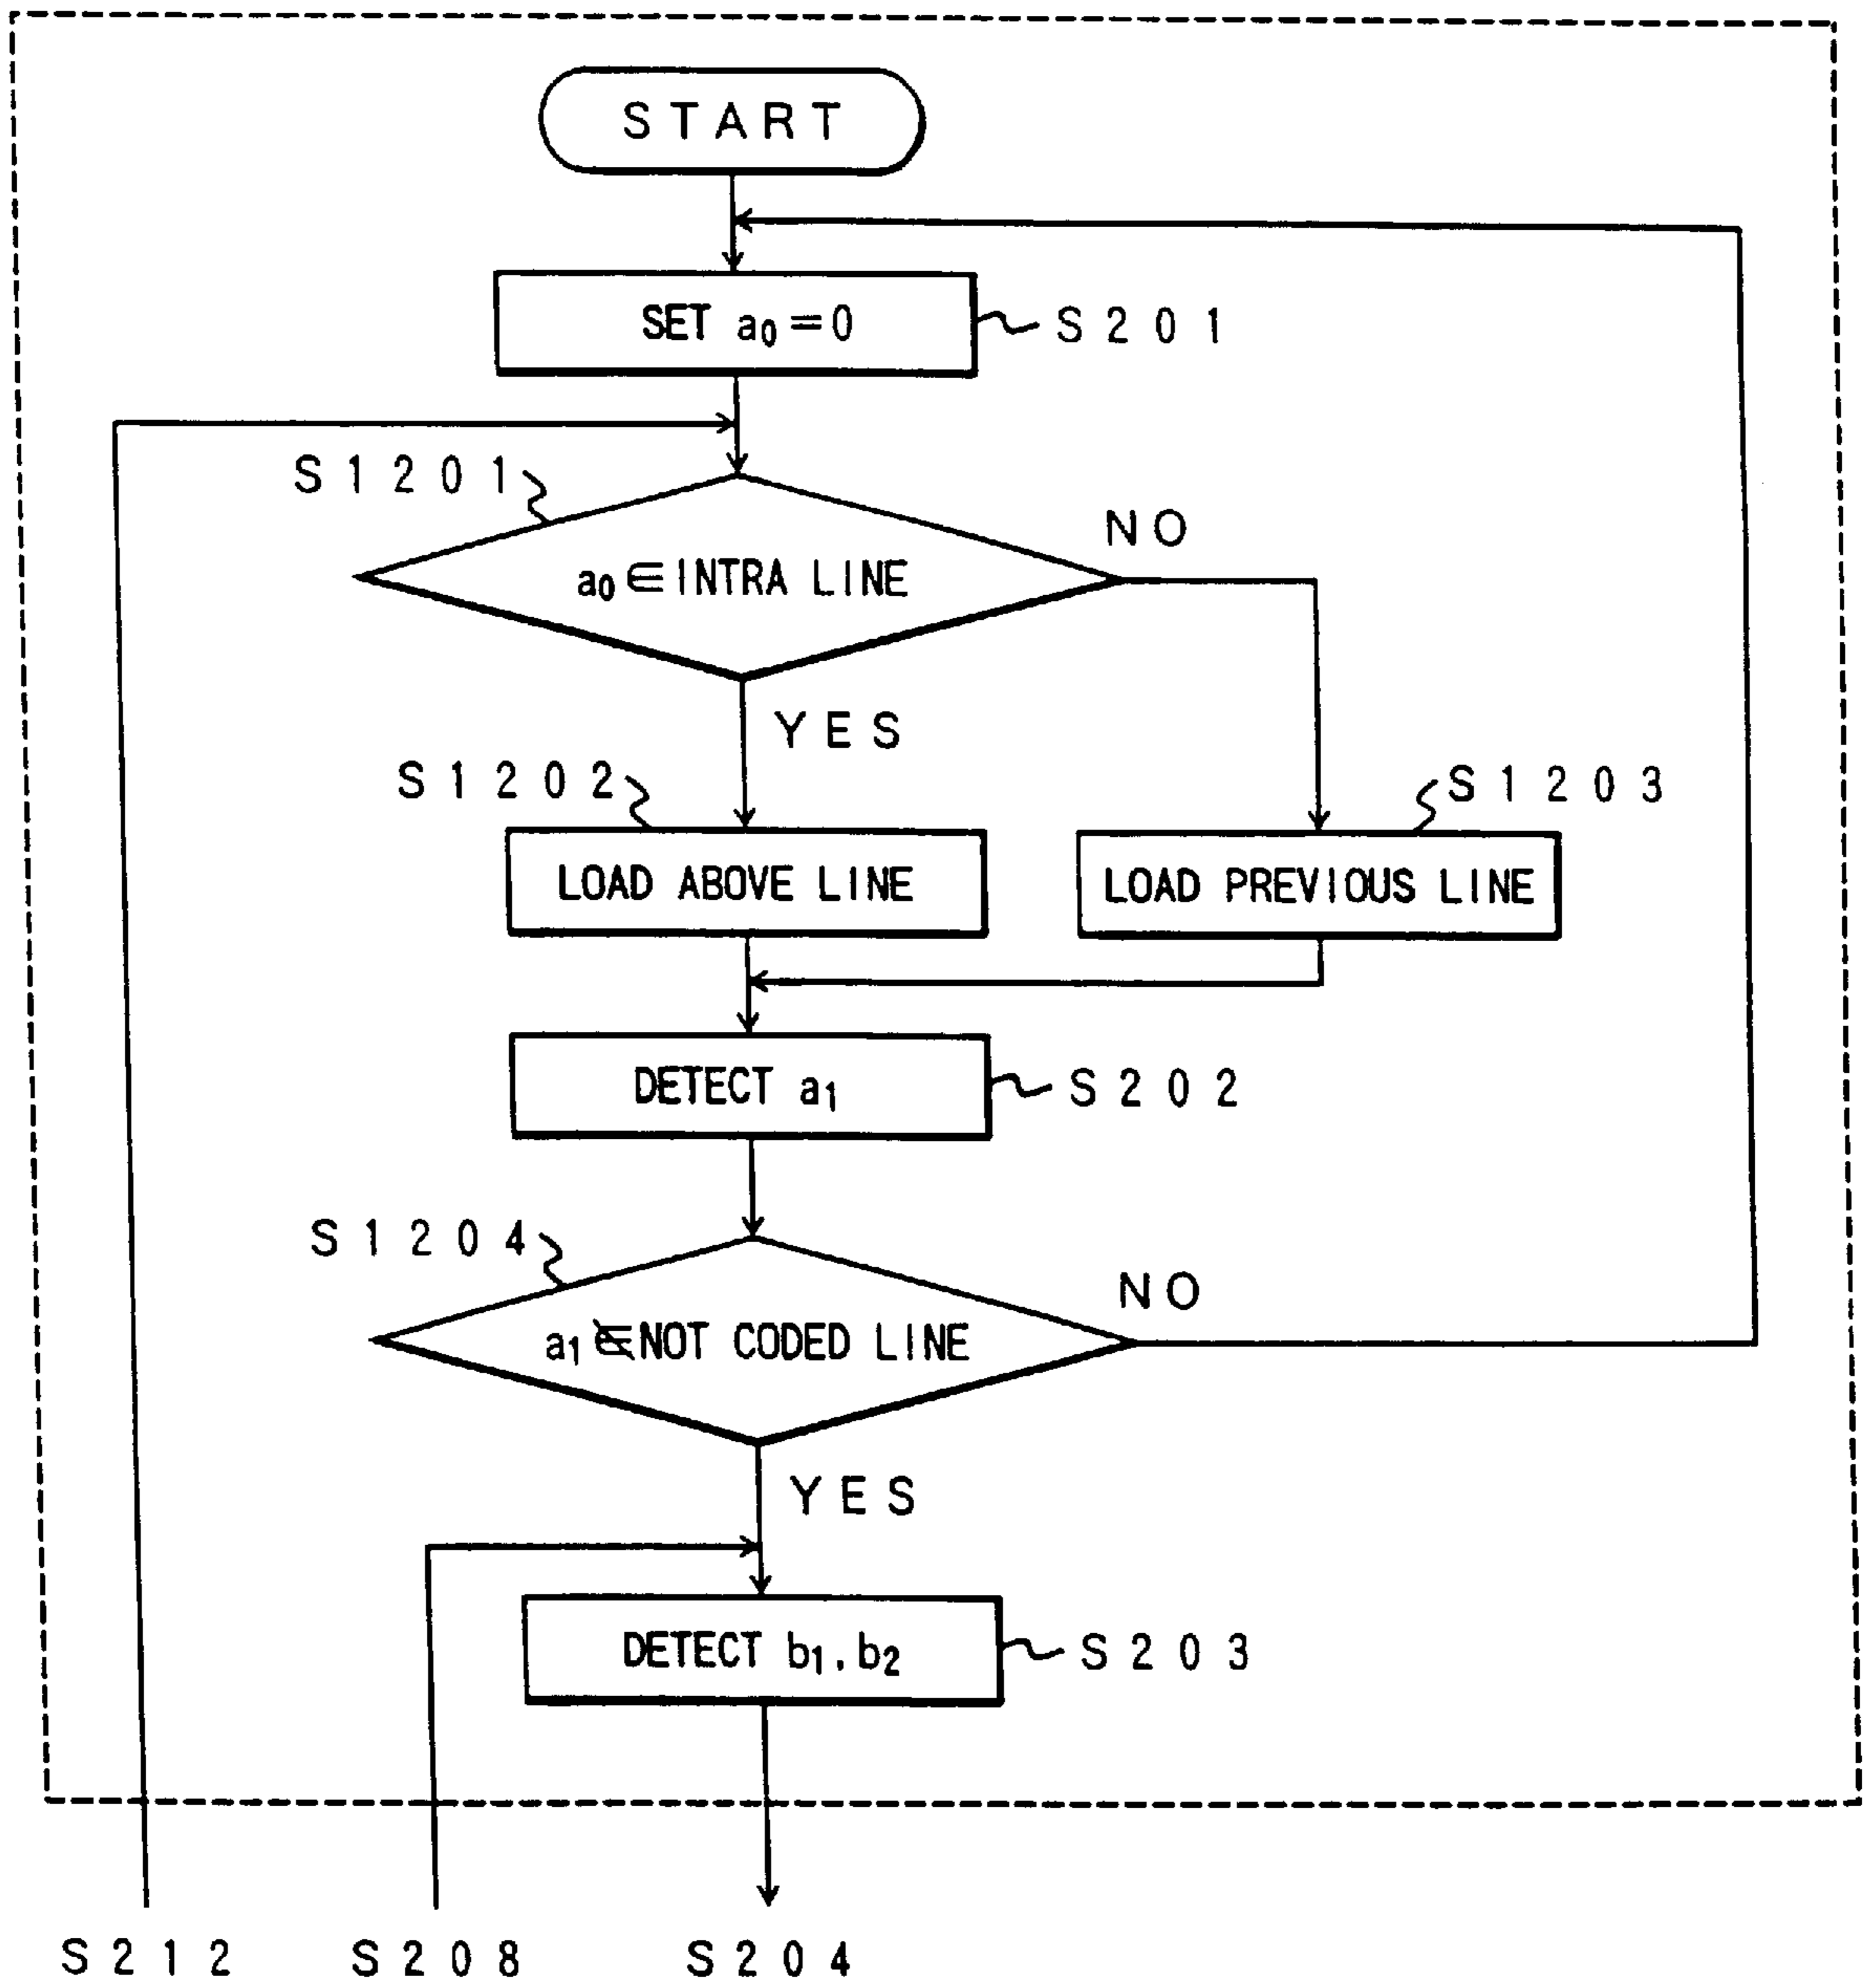 START
SET a₀=0
S201
S1201
a₀∈INTRA LINE
NO
YES
S1202
S1203
LOAD ABOVE LINE
LOAD PREVIOUS LINE
DETECT a₁
S202
S1204
a₁∉NOT CODED LINE
NO
YES
DETECT b₁,b₂
S203
S212
S208
S204